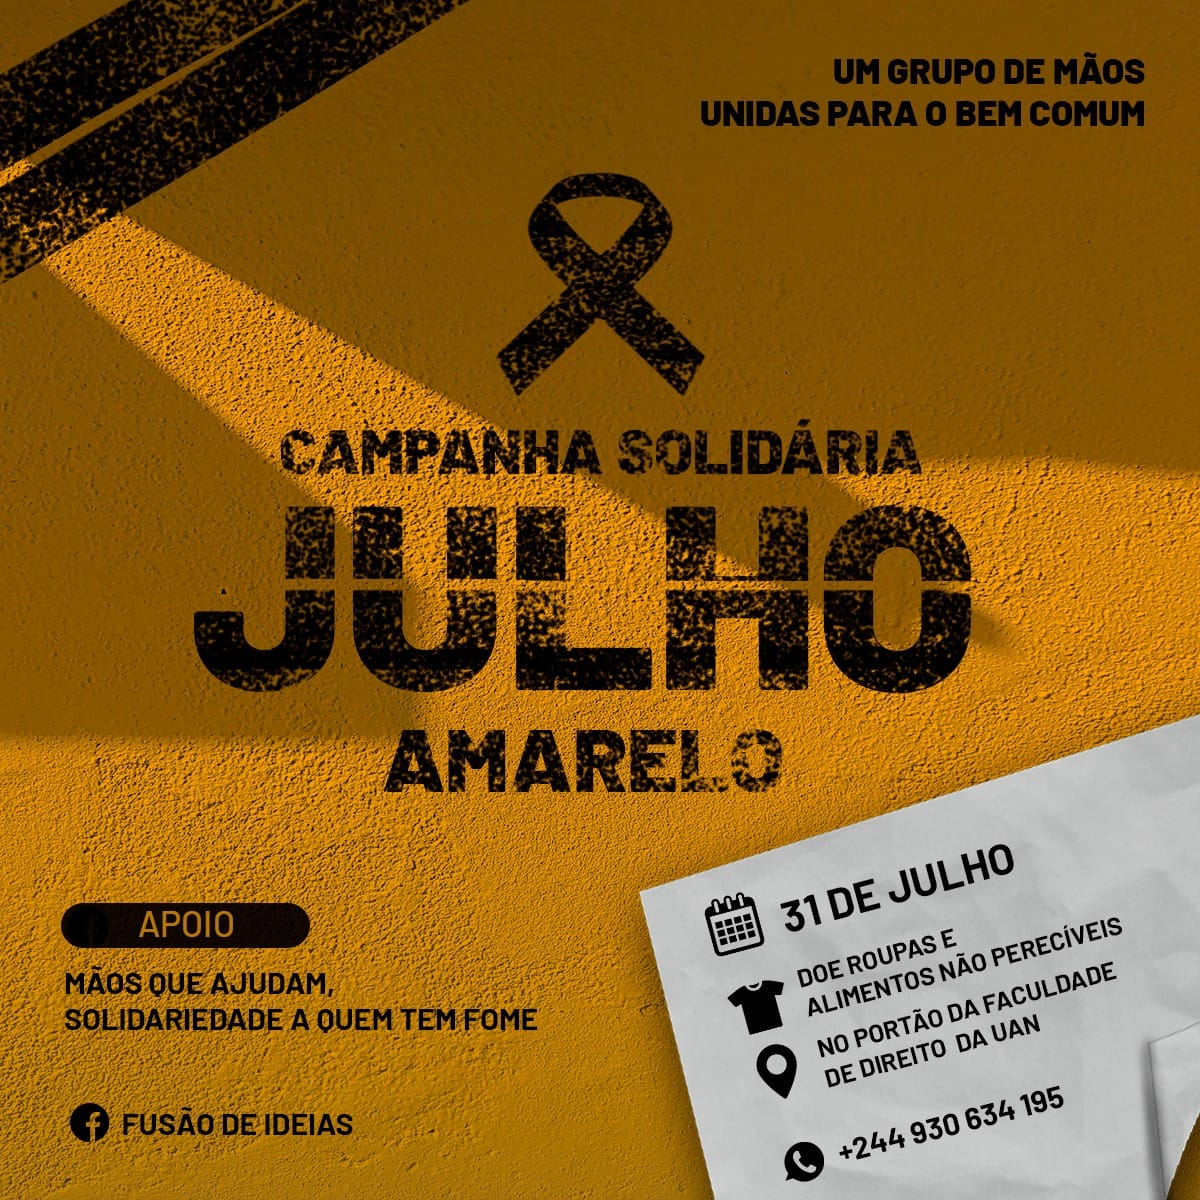 UM GRUPO DE MÃOS
UNIDAS PARA O BEM COMUM
CAMPANHA SOLIDÁRIA
JULHO
AMARELO
31 DE JULHO
DOE ROUPAS E
ALIMENTOS NÃO PERECÍVEIS
NO PORTÃO DA FACULDADE
DE DIREITO DA UAN
+244 930 634 195
APOIO
MÃOS QUE AJUDAM,
SOLIDARIEDADE A QUEM TEM FOME
FUSÃO DE IDEIAS